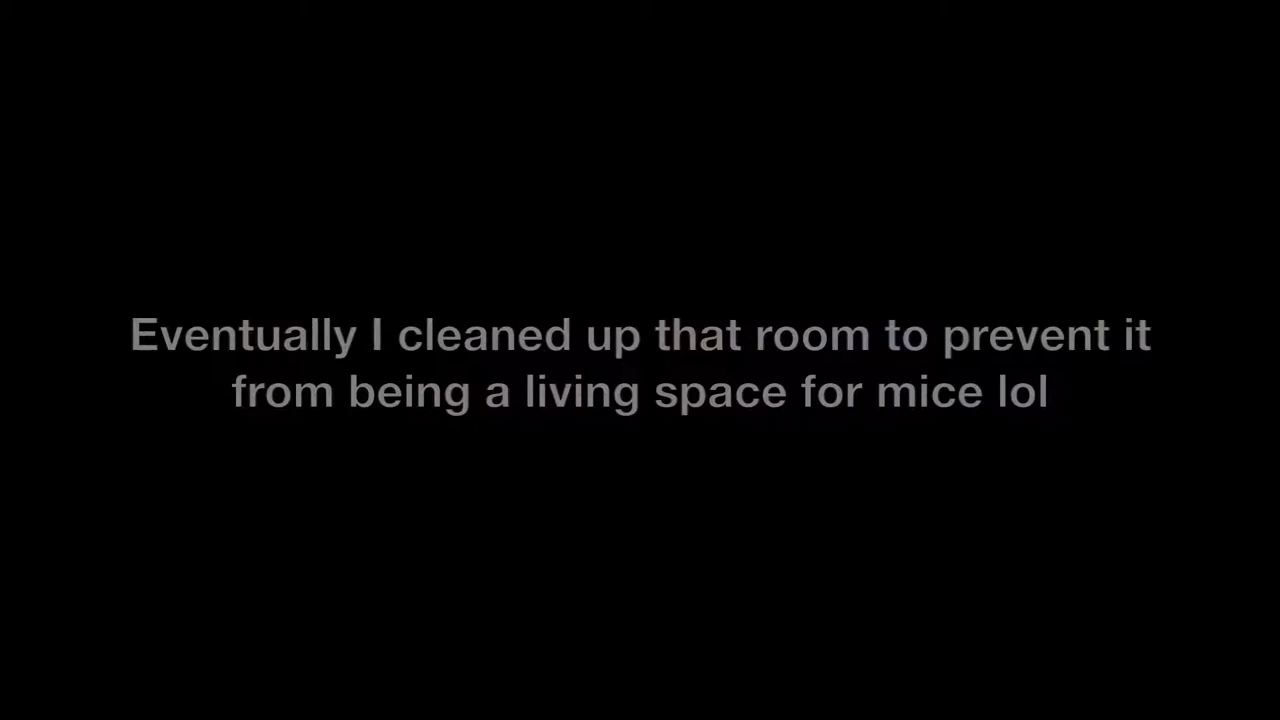 Eventually I cleaned up that room to prevent it
from being a living space for mice lol